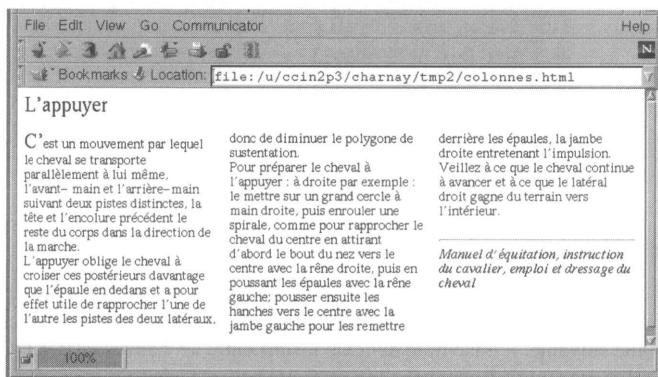 File Edit View Go Communicator Help
Bookmarks Location: file:/u/ccin2p3/charnay/tmp2/colonnes.html
L'appuyer
C'est un mouvement par lequel
le cheval se transporte
parallèlement à lui même,
l'avant– main et l'arrière–main
suivant deux pistes distinctes, la
tête et l'encolure précédent le
reste du corps dans la direction de
la marche.
L'appuyer oblige le cheval à
croiser ces postérieurs davantage
que l'épaule en dedans et a pour
effet utile de rapprocher l'une de
l'autre les pistes des deux latéraux,
donc de diminuer le polygone de
sustentation.
Pour préparer le cheval à
l'appuyer : à droite par exemple :
le mettre sur un grand cercle à
main droite, puis enrouler une
spirale, comme pour rapprocher le
cheval du centre en attirant
d'abord le bout du nez vers le
centre avec la rêne droite, puis en
poussant les épaules avec la rêne
gauche; pousser ensuite les
hanches vers le centre avec la
jambe gauche pour les remettre
derrière les épaules, la jambe
droite entretenant l'impulsion.
Veillez à ce que le cheval continue
à avancer et à ce que le latéral
droit gagne du terrain vers
l'intérieur.
Manuel d'équitation, instruction
du cavalier, emploi et dressage du
cheval
100%
N